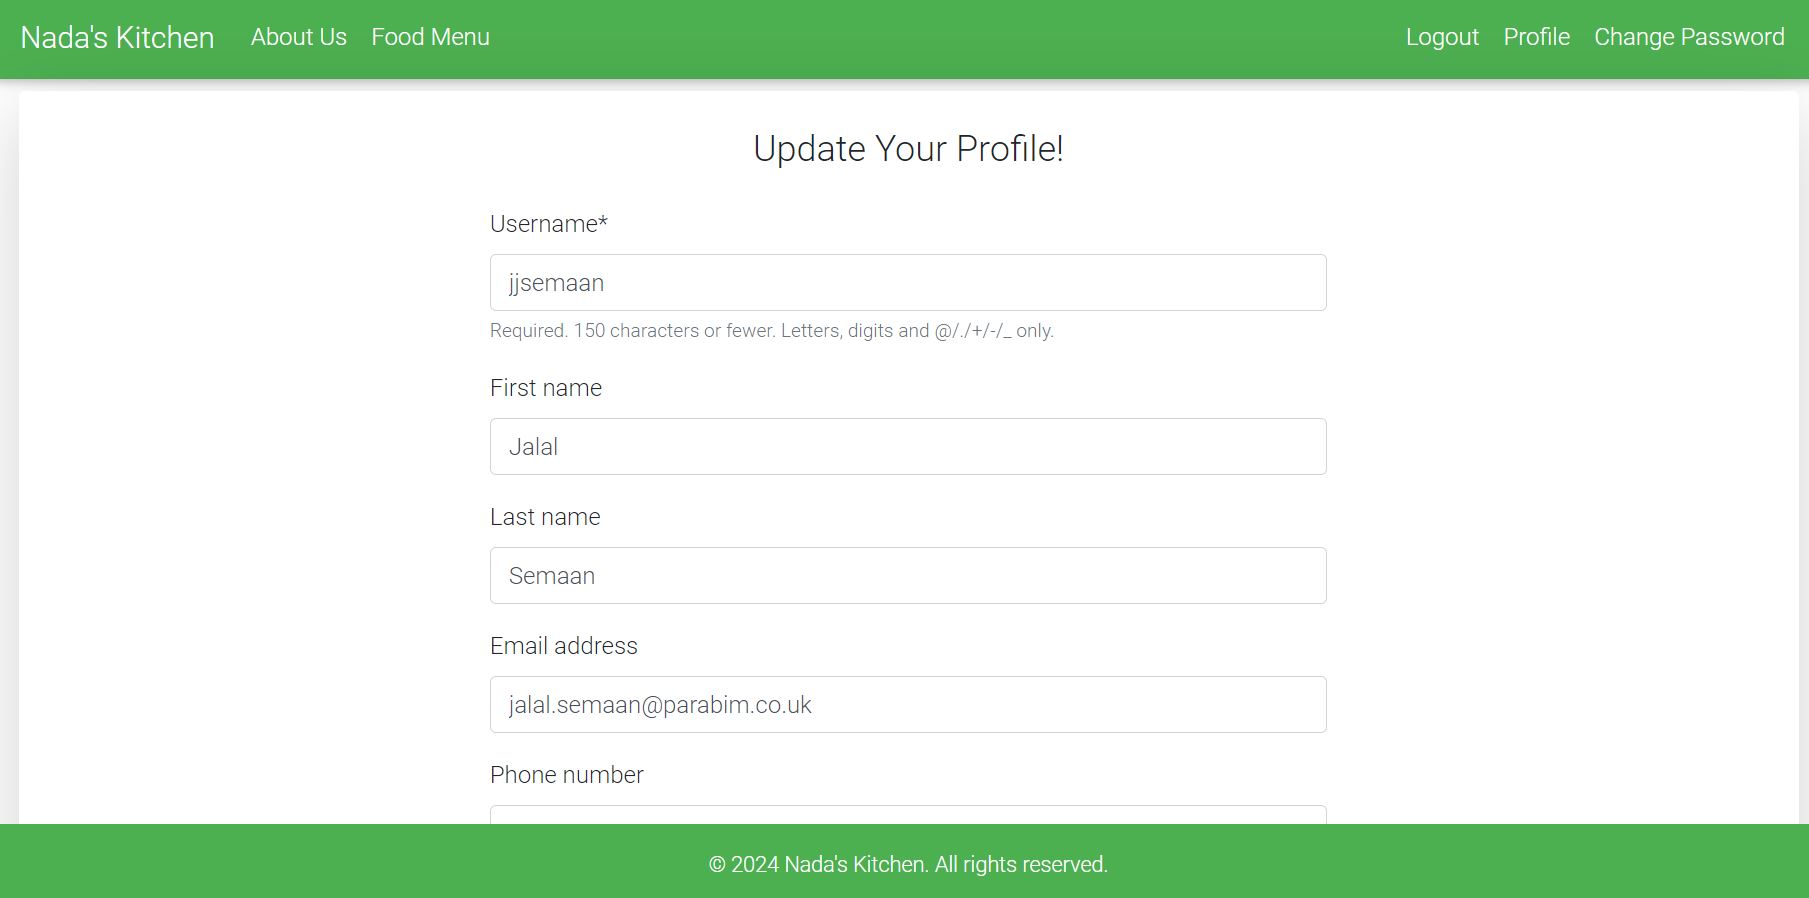 Nada's Kitchen About Us Food Menu Logout Profile Change Password
Update Your Profile!
Username*
jjsemaan
Required. 150 characters or fewer. Letters, digits and @/./+/-/_ only.
First name
Jalal
Last name
Semaan
Email address
jalal.semaan@parabim.co.uk
Phone number
© 2024 Nada's Kitchen. All rights reserved.